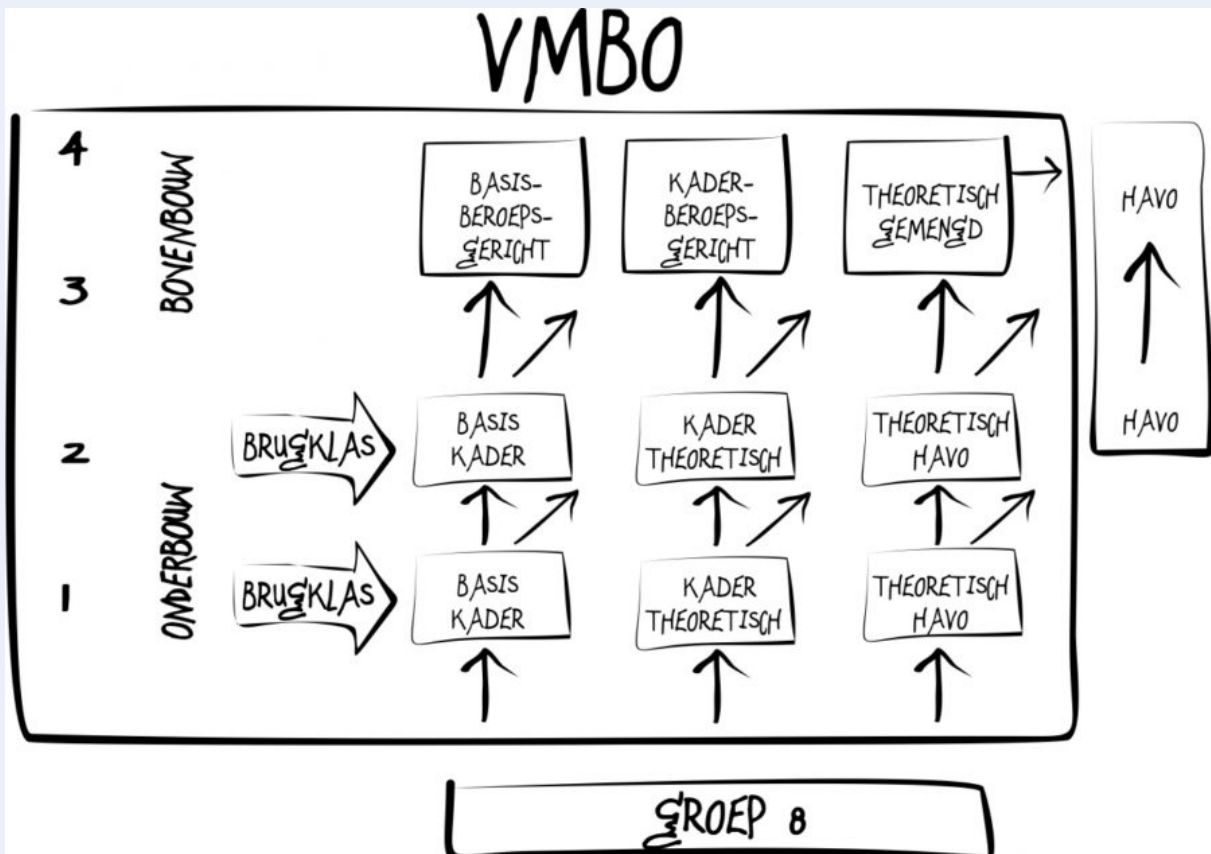 VMBO
4
BOVENBOUW
3
BASIS-
BEROEPS-
GERICHT
KADER-
BEROEPS-
GERICHT
THEORETISCH
GEMENGD
HAVO
HAVO
2
BRUGKLAS
BASIS
KADER
KADER
THEORETISCH
THEORETISCH
HAVO
ONDERBOUW
1
BRUGKLAS
BASIS
KADER
KADER
THEORETISCH
THEORETISCH
HAVO
GROEP 8